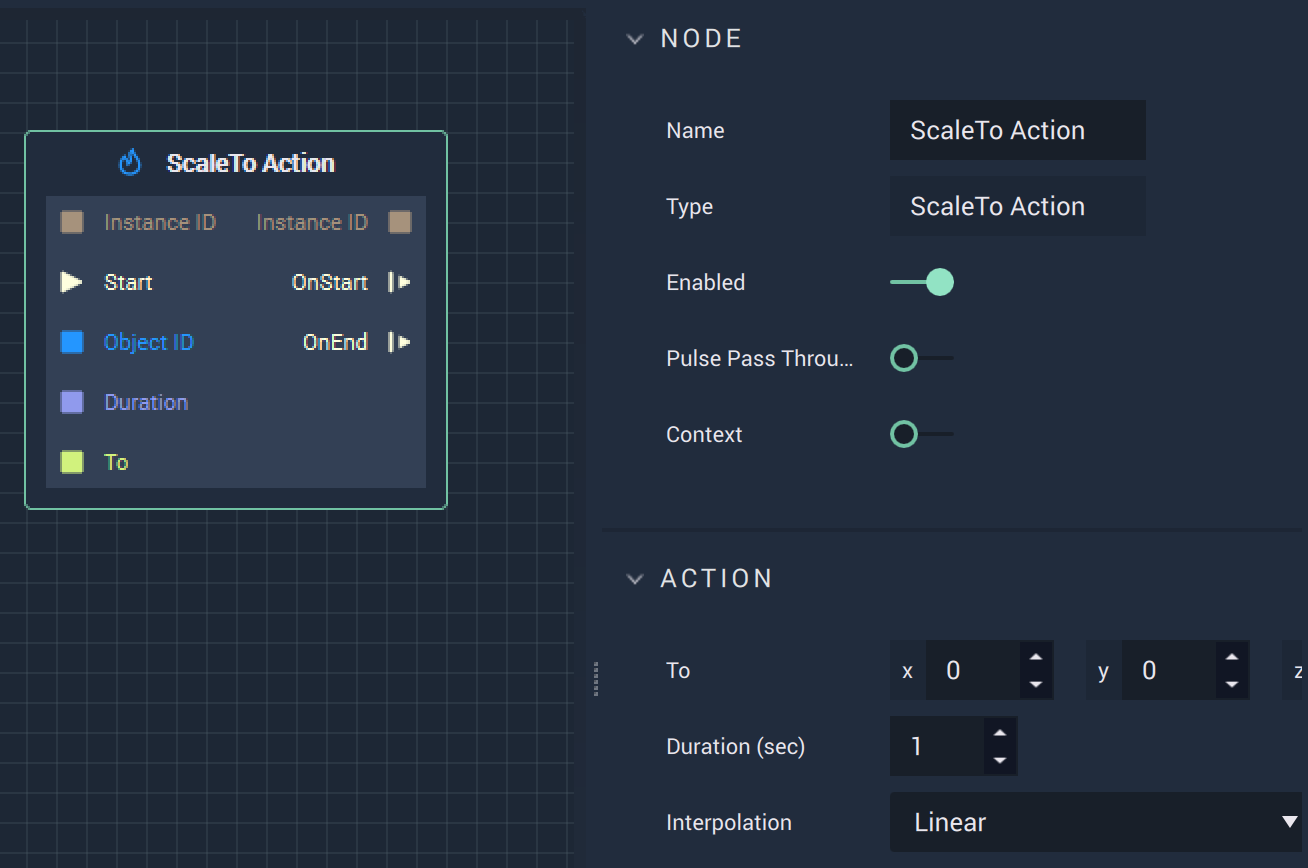 ScaleTo Action
Instance ID Instance ID
Start OnStart
Object ID OnEnd
Duration
To
NODE
Name ScaleTo Action
Type ScaleTo Action
Enabled
Pulse Pass Throu...
Context
ACTION
To x 0 y 0 z
Duration (sec) 1
Interpolation Linear